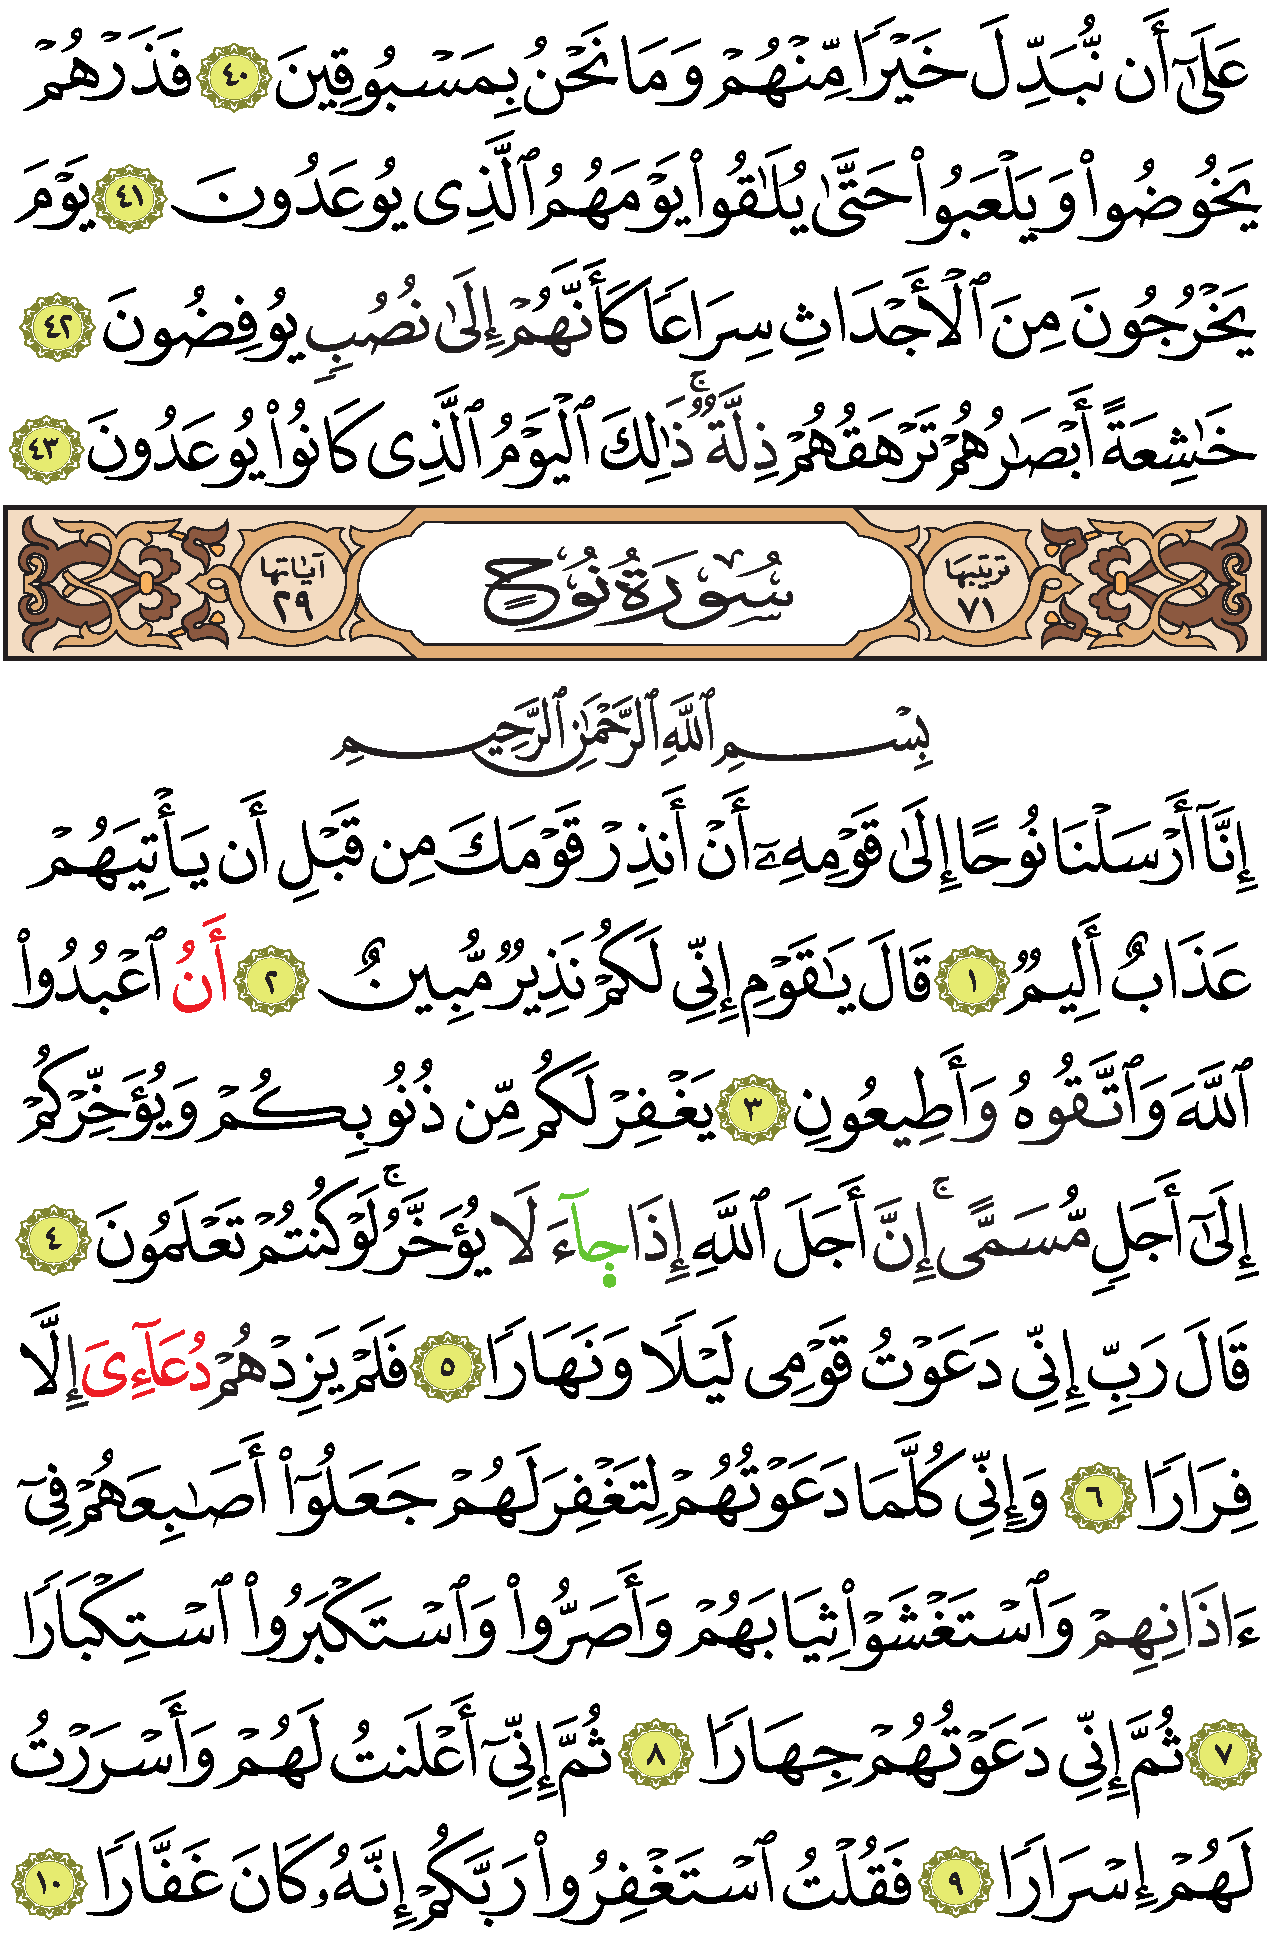 عَلَىٰٓ أَن نُّبَدِّلَ خَيْرًا مِّنْهُمْ وَمَا نَحْنُ بِمَسْبُوقِينَ ٤٠ فَذَرْهُمْ
يَخُوضُوا۟ وَيَلْعَبُوا۟ حَتَّىٰ يُلَـٰقُوا۟ يَوْمَهُمُ ٱلَّذِى يُوعَدُونَ ٤١ يَوْمَ
يَخْرُجُونَ مِنَ ٱلْأَجْدَاثِ سِرَاعًا كَأَنَّهُمْ إِلَىٰ نُصُبٍ يُوفِضُونَ ٤٢
خَـٰشِعَةً أَبْصَـٰرُهُمْ تَرْهَقُهُمْ ذِلَّةٌ ۚ ذَٰلِكَ ٱلْيَوْمُ ٱلَّذِى كَانُوا۟ يُوعَدُونَ ٤٣
ترتيبها ٧١ سُورَةُ نُوحٍ آياتها ٢٩
بِسْمِ ٱللَّهِ ٱلرَّحْمَـٰنِ ٱلرَّحِيمِ
إِنَّآ أَرْسَلْنَا نُوحًا إِلَىٰ قَوْمِهِۦٓ أَنْ أَنذِرْ قَوْمَكَ مِن قَبْلِ أَن يَأْتِيَهُمْ
عَذَابٌ أَلِيمٌ ١ قَالَ يَـٰقَوْمِ إِنِّى لَكُمْ نَذِيرٌ مُّبِينٌ ٢ أَنُ ٱعْبُدُوا۟
ٱللَّهَ وَٱتَّقُوهُ وَأَطِيعُونِ ٣ يَغْفِرْ لَكُم مِّن ذُنُوبِكُمْ وَيُؤَخِّرْكُمْ
إِلَىٰٓ أَجَلٍ مُّسَمًّى ۚ إِنَّ أَجَلَ ٱللَّهِ إِذَا جَآءَ لَا يُؤَخَّرُ ۚ لَوْ كُنتُمْ تَعْلَمُونَ ٤
قَالَ رَبِّ إِنِّى دَعَوْتُ قَوْمِى لَيْلًا وَنَهَارًا ٥ فَلَمْ يَزِدْهُمْ دُعَآءِىَ إِلَّا
فِرَارًا ٦ وَإِنِّى كُلَّمَا دَعَوْتُهُمْ لِتَغْفِرَ لَهُمْ جَعَلُوٓا۟ أَصَـٰبِعَهُمْ فِىٓ
ءَاذَانِهِمْ وَٱسْتَغْشَوْا۟ ثِيَابَهُمْ وَأَصَرُّوا۟ وَٱسْتَكْبَرُوا۟ ٱسْتِكْبَارًا
٧ ثُمَّ إِنِّى دَعَوْتُهُمْ جِهَارًا ٨ ثُمَّ إِنِّىٓ أَعْلَنتُ لَهُمْ وَأَسْرَرْتُ
لَهُمْ إِسْرَارًا ٩ فَقُلْتُ ٱسْتَغْفِرُوا۟ رَبَّكُمْ إِنَّهُۥ كَانَ غَفَّارًا ١٠